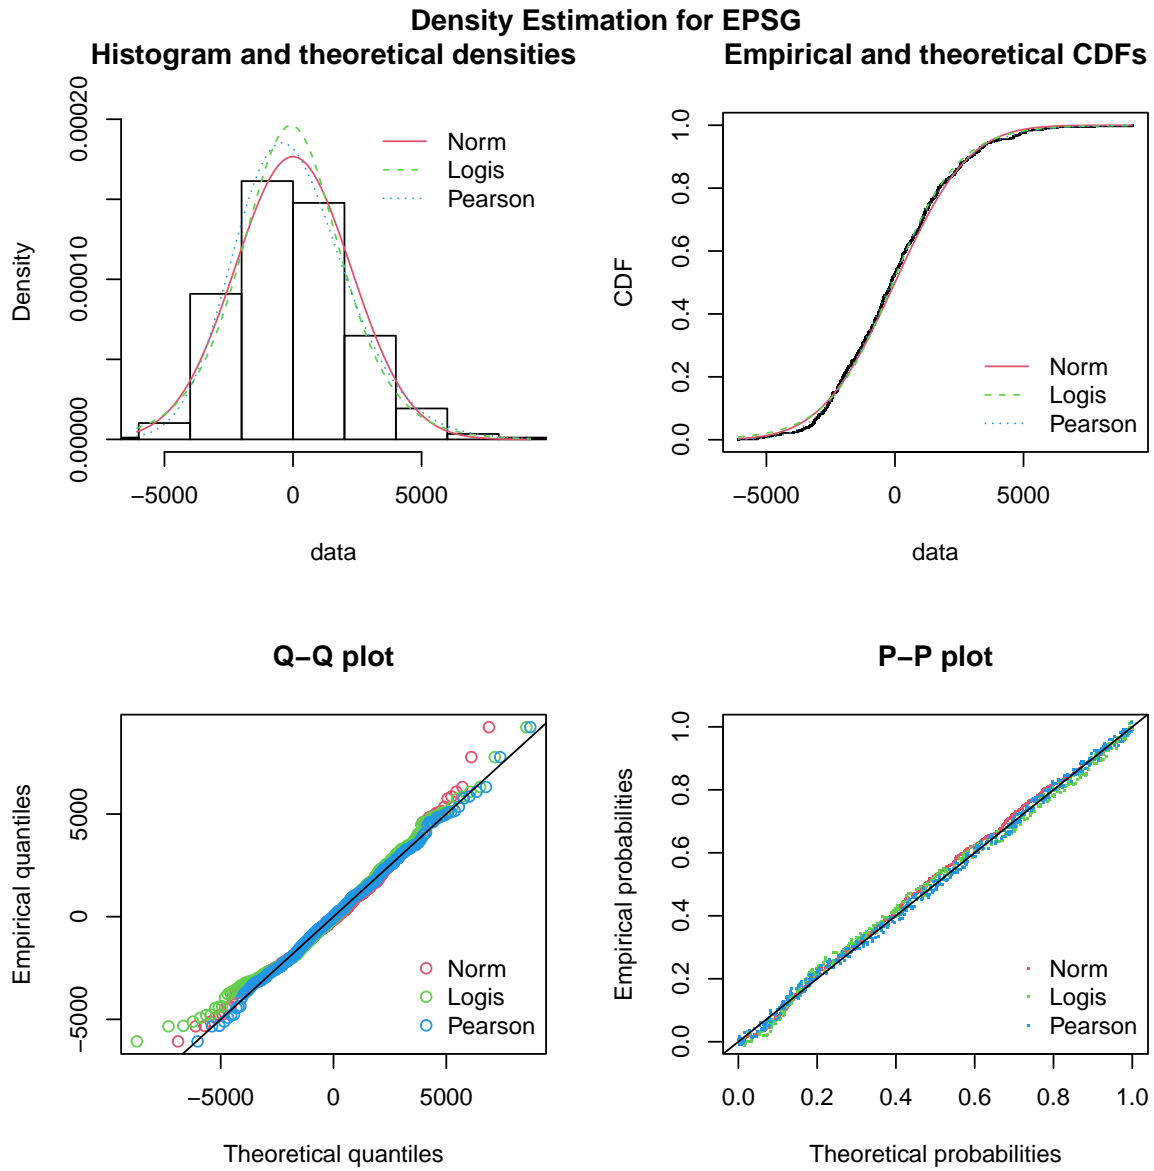 Density Estimation for EPSG
Histogram and theoretical densities
Density
0.00000
0.00010
0.00020
Norm
Logis
Pearson
−5000
0
5000
data
Empirical and theoretical CDFs
CDF
0.0
0.2
0.4
0.6
0.8
1.0
Norm
Logis
Pearson
−5000
0
5000
data
Q−Q plot
Empirical quantiles
−5000
0
5000
Norm
Logis
Pearson
−5000
0
5000
Theoretical quantiles
P−P plot
Empirical probabilities
0.0
0.2
0.4
0.6
0.8
1.0
Norm
Logis
Pearson
0.0
0.2
0.4
0.6
0.8
1.0
Theoretical probabilities